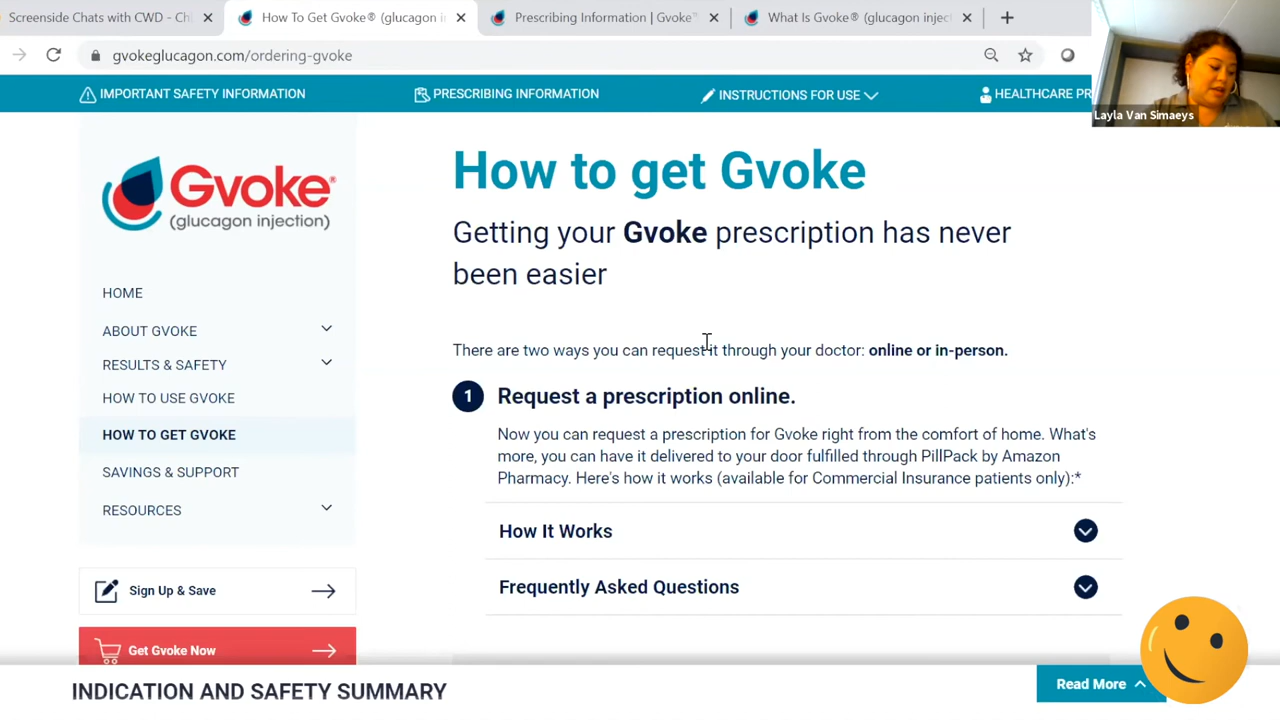 Screenside Chats with CWD - Ch
How To Get Gvoke® (glucagon i
Prescribing Information | Gvoke™
What Is Gvoke® (glucagon injec
gvokeglucagon.com/ordering-gvoke
IMPORTANT SAFETY INFORMATION
PRESCRIBING INFORMATION
INSTRUCTIONS FOR USE
HEALTHCARE PR
Layla Van Simaeys
Gvoke®
(glucagon injection)
HOME
ABOUT GVOKE
RESULTS & SAFETY
HOW TO USE GVOKE
HOW TO GET GVOKE
SAVINGS & SUPPORT
RESOURCES
Sign Up & Save
Get Gvoke Now
How to get Gvoke
Getting your Gvoke prescription has never
been easier
There are two ways you can request it through your doctor: online or in-person.
1 Request a prescription online.
Now you can request a prescription for Gvoke right from the comfort of home. What's
more, you can have it delivered to your door fulfilled through PillPack by Amazon
Pharmacy. Here's how it works (available for Commercial Insurance patients only):*
How It Works
Frequently Asked Questions
INDICATION AND SAFETY SUMMARY
Read More